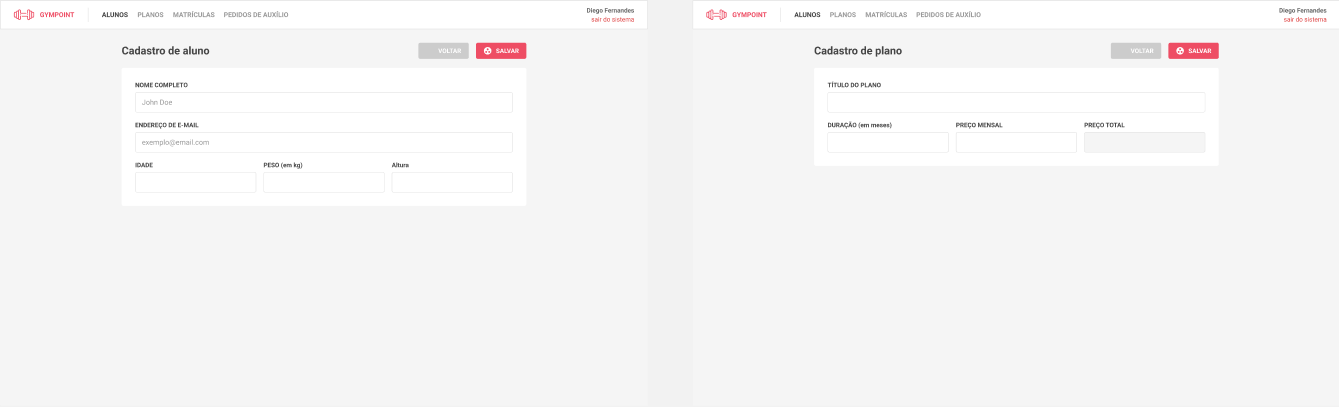 GYMPOINT ALUNOS PLANOS MATRÍCULAS PEDIDOS DE AUXÍLIO Diego Fernandes
sair do sistema
Cadastro de aluno VOLTAR SALVAR
NOME COMPLETO
John Doe
ENDEREÇO DE E-MAIL
exemplo@email.com
IDADE PESO (em kg) Altura
GYMPOINT ALUNOS PLANOS MATRÍCULAS PEDIDOS DE AUXÍLIO Diego Fernandes
sair do sistema
Cadastro de plano VOLTAR SALVAR
TÍTULO DO PLANO
DURAÇÃO (em meses) PREÇO MENSAL PREÇO TOTAL